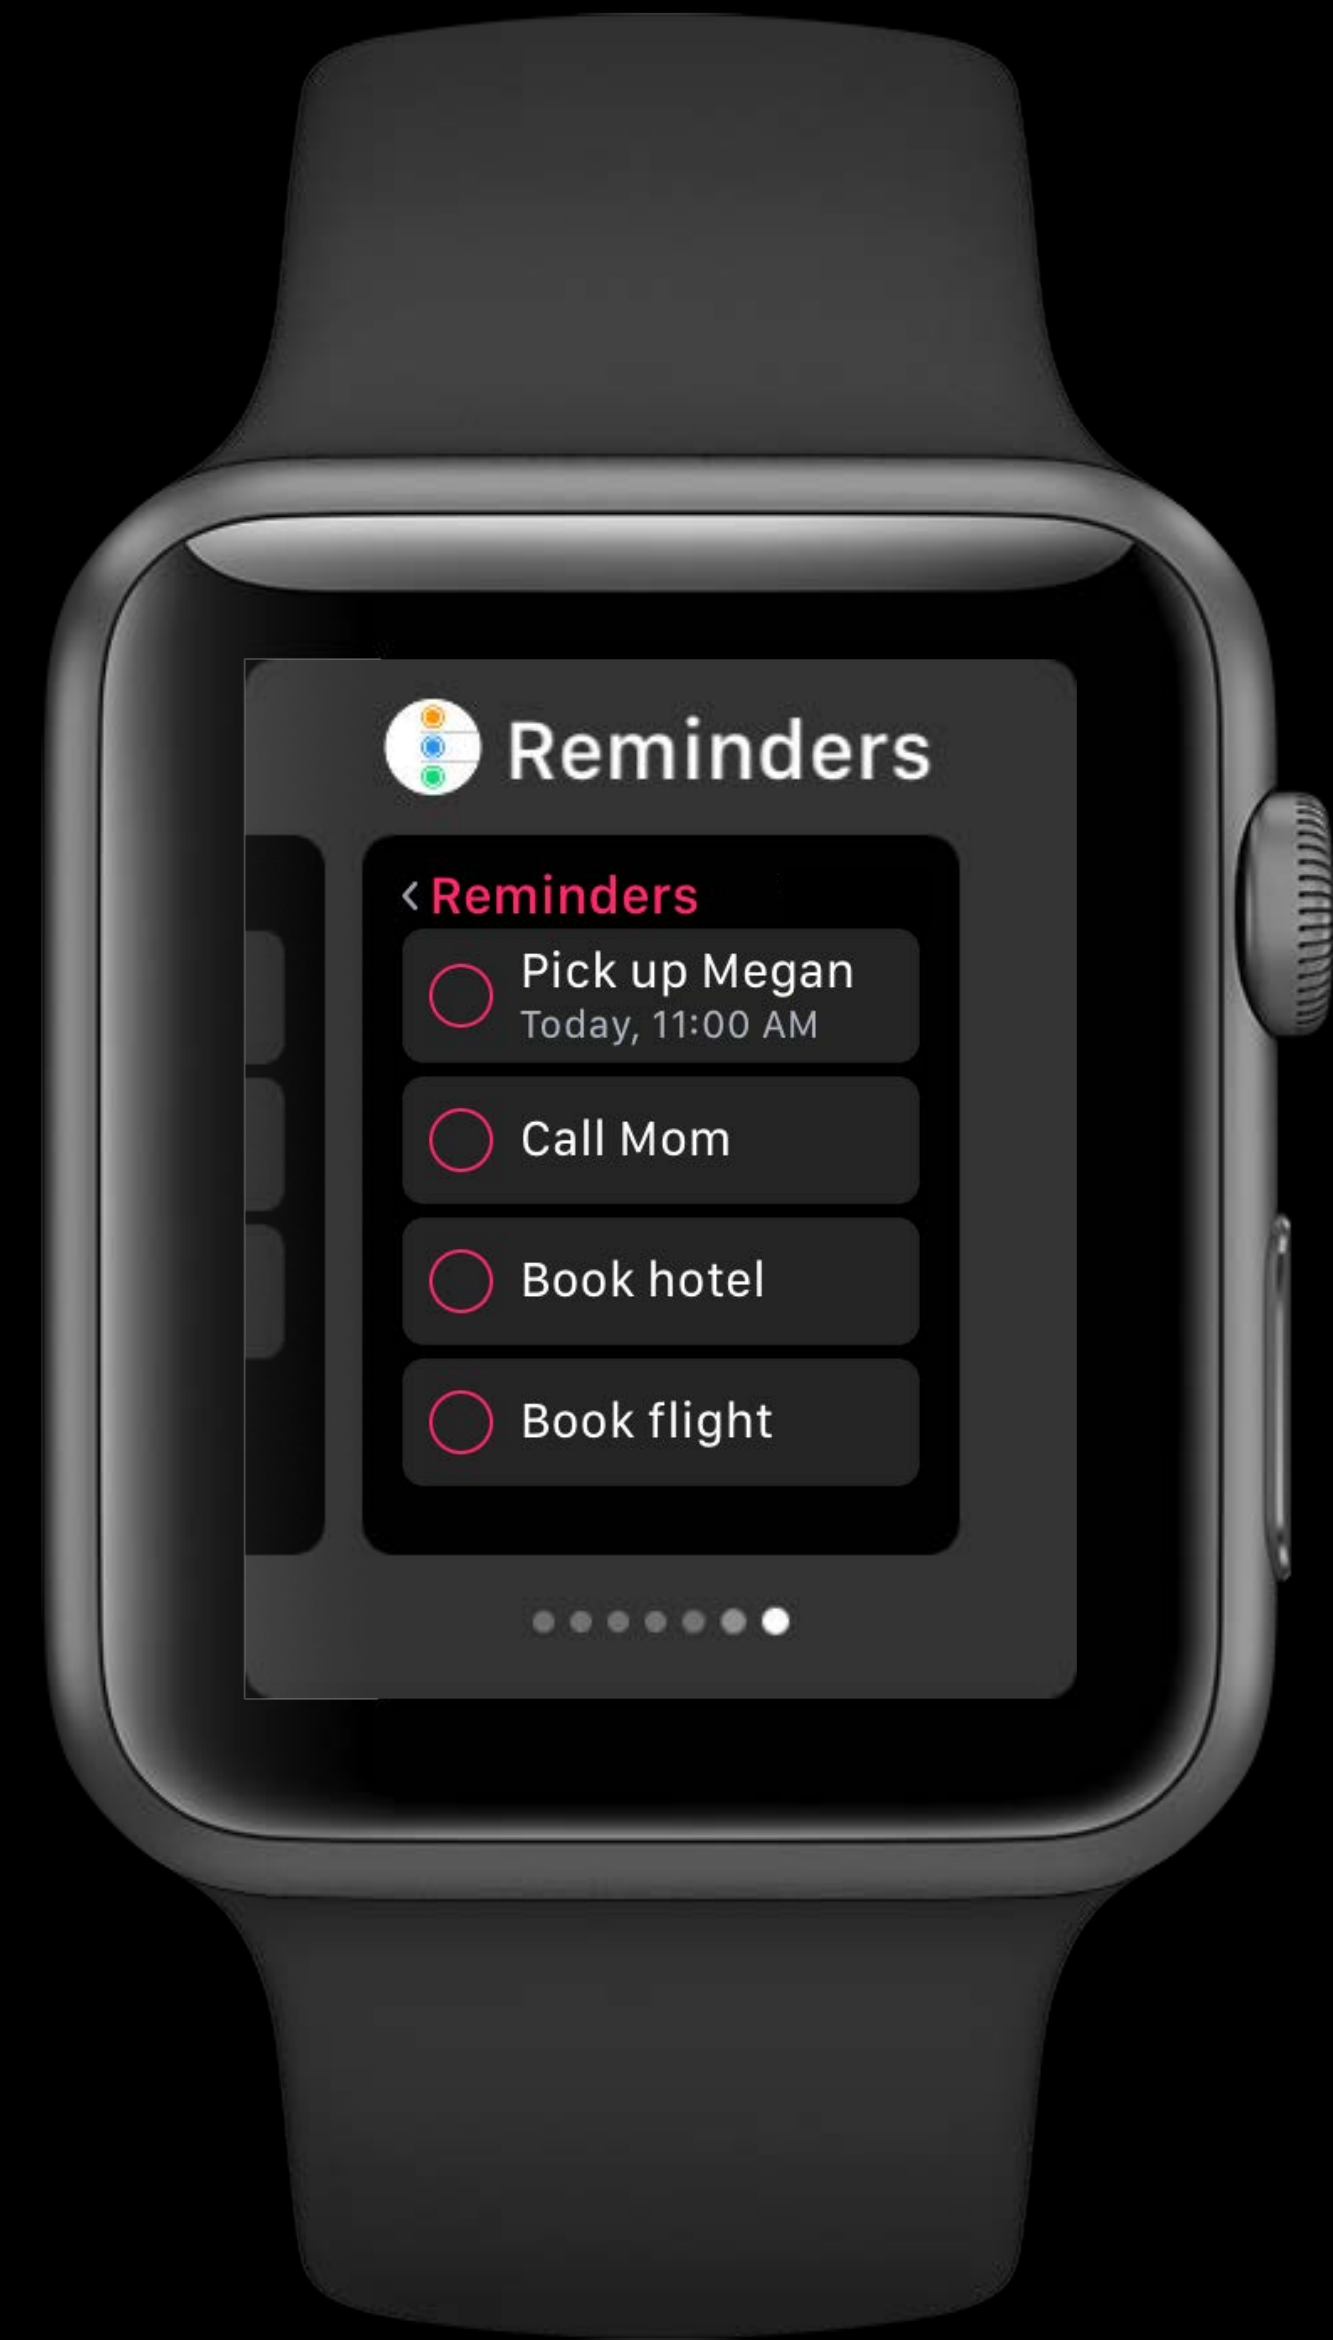 Reminders
Reminders
Pick up Megan
Today, 11:00 AM
Call Mom
Book hotel
Book flight